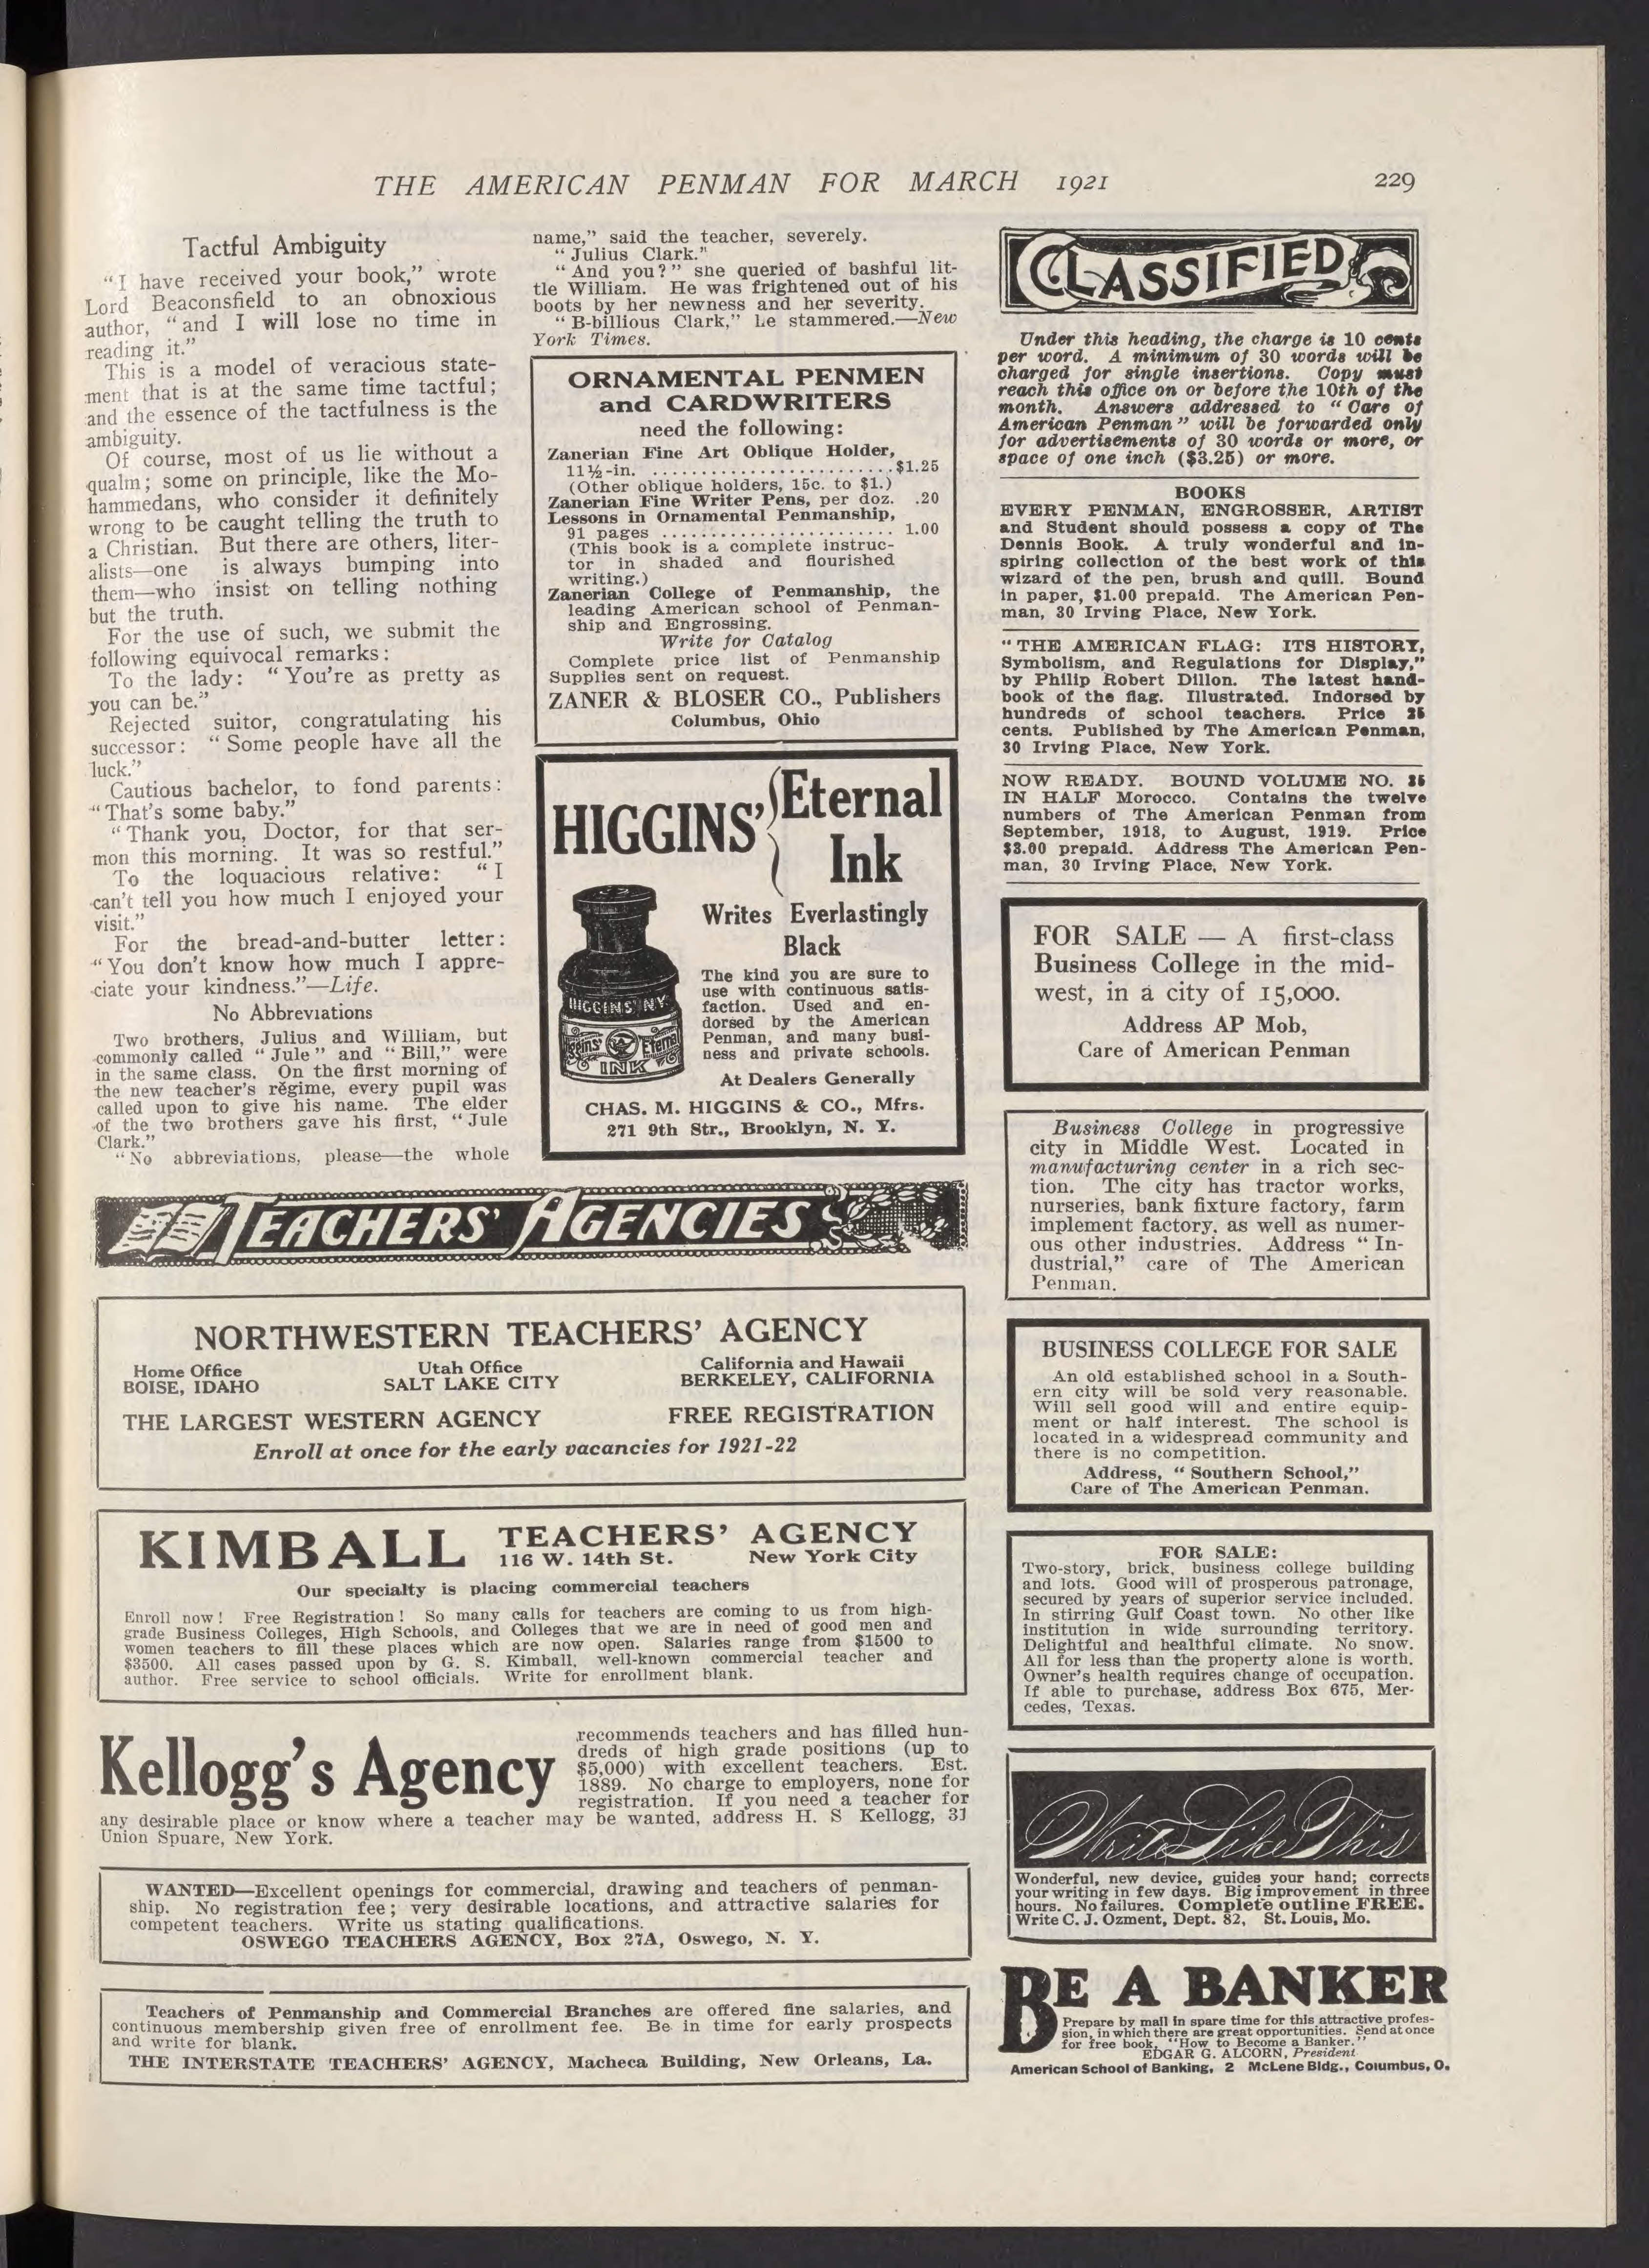 THE AMERICAN PENMAN FOR MARCH 1921 229
Tactful Ambiguity
“I have received your book,” wrote
Lord Beaconsfield to an obnoxious
author, “and I will lose no time in
reading it.”
This is a model of veracious state-
ment that is at the same time tactful;
and the essence of the tactfulness is the
ambiguity.
Of course, most of us lie without a
qualm; some on principle, like the Mo-
hammedans, who consider it definitely
wrong to be caught telling the truth to
a Christian. But there are others, liter-
alists—one is always bumping into
them—who insist on telling nothing
but the truth.
For the use of such, we submit the
following equivocal remarks:
To the lady: “You're as pretty as
you can be.”
Rejected suitor, congratulating his
successor: “Some people have all the
luck.”
Cautious bachelor, to fond parents:
“That's some baby.”
“Thank you, Doctor, for that ser-
mon this morning. It was so restful.”
To the loquacious relative: “I
can't tell you how much I enjoyed your
visit.”
For the bread-and-butter letter:
“You don't know how much I appre-
ciate your kindness.”—Life.
No Abbreviations
Two brothers, Julius and William, but
commonly called “Jule” and “Bill,” were
in the same class. On the first morning of
the new teacher's régime, every pupil was
called upon to give his name. The elder
of the two brothers gave his first, “Jule
Clark.”
“No abbreviations, please—the whole
name,” said the teacher, severely.
“Julius Clark.”
“And you?” she queried of bashful lit-
tle William. He was frightened out of his
boots by her newness and her severity.
“B-billious Clark,” he stammered.—New
York Times.
ORNAMENTAL PENMEN
and CARDWRITERS
need the following:
Zanerian Fine Art Oblique Holder,
11½-in. ........................$1.25
(Other oblique holders, 15c. to $1.)
Zanerian Fine Writer Pens, per doz. .20
Lessons in Ornamental Penmanship,
91 pages ........................ 1.00
(This book is a complete instruc-
tor in shaded and flourished
writing.)
Zanerian College of Penmanship, the
leading American school of Penman-
ship and Engrossing.
Write for Catalog
Complete price list of Penmanship
Supplies sent on request.
ZANER & BLOSER CO., Publishers
Columbus, Ohio
HIGGINS' Eternal
Ink
Writes Everlastingly
Black
The kind you are sure to
use with continuous satis-
faction. Used and en-
dorsed by the American
Penman, and many busi-
ness and private schools.
At Dealers Generally
HIGGINS' N.Y.
Higgins' Eternal
INK
CHAS. M. HIGGINS & CO., Mfrs.
271 9th Str., Brooklyn, N. Y.
TEACHERS' AGENCIES
NORTHWESTERN TEACHERS' AGENCY
Home Office Utah Office California and Hawaii
BOISE, IDAHO SALT LAKE CITY BERKELEY, CALIFORNIA
THE LARGEST WESTERN AGENCY FREE REGISTRATION
Enroll at once for the early vacancies for 1921-22
KIMBALL TEACHERS' AGENCY
116 W. 14th St. New York City
Our specialty is placing commercial teachers
Enroll now! Free Registration! So many calls for teachers are coming to us from high-
grade Business Colleges, High Schools, and Colleges that we are in need of good men and
women teachers to fill these places which are now open. Salaries range from $1500 to
$3500. All cases passed upon by G. S. Kimball, well-known commercial teacher and
author. Free service to school officials. Write for enrollment blank.
Kellogg's Agency
recommends teachers and has filled hun-
dreds of high grade positions (up to
$5,000) with excellent teachers. Est.
1889. No charge to employers, none for
registration. If you need a teacher for
any desirable place or know where a teacher may be wanted, address H. S Kellogg, 31
Union Spuare, New York.
WANTED—Excellent openings for commercial, drawing and teachers of penman-
ship. No registration fee; very desirable locations, and attractive salaries for
competent teachers. Write us stating qualifications.
OSWEGO TEACHERS AGENCY, Box 27A, Oswego, N. Y.
Teachers of Penmanship and Commercial Branches are offered fine salaries, and
continuous membership given free of enrollment fee. Be in time for early prospects
and write for blank.
THE INTERSTATE TEACHERS' AGENCY, Macheca Building, New Orleans, La.
CLASSIFIED
Under this heading, the charge is 10 cents
per word. A minimum of 30 words will be
charged for single insertions. Copy must
reach this office on or before the 10th of the
month. Answers addressed to “Care of
American Penman” will be forwarded only
for advertisements of 30 words or more, or
space of one inch ($3.25) or more.
BOOKS
EVERY PENMAN, ENGROSSER, ARTIST
and Student should possess a copy of The
Dennis Book. A truly wonderful and in-
spiring collection of the best work of this
wizard of the pen, brush and quill. Bound
in paper, $1.00 prepaid. The American Pen-
man, 30 Irving Place, New York.
“THE AMERICAN FLAG: ITS HISTORY,
Symbolism, and Regulations for Display,”
by Philip Robert Dillon. The latest hand-
book of the flag. Illustrated. Indorsed by
hundreds of school teachers. Price 25
cents. Published by The American Penman,
30 Irving Place, New York.
NOW READY. BOUND VOLUME NO. 35
IN HALF Morocco. Contains the twelve
numbers of The American Penman from
September, 1918, to August, 1919. Price
$3.00 prepaid. Address The American Pen-
man, 30 Irving Place, New York.
FOR SALE — A first-class
Business College in the mid-
west, in a city of 15,000.
Address AP Mob,
Care of American Penman
Business College in progressive
city in Middle West. Located in
manufacturing center in a rich sec-
tion. The city has tractor works,
nurseries, bank fixture factory, farm
implement factory, as well as numer-
ous other industries. Address “In-
dustrial,” care of The American
Penman.
BUSINESS COLLEGE FOR SALE
An old established school in a South-
ern city will be sold very reasonable.
Will sell good will and entire equip-
ment or half interest. The school is
located in a widespread community and
there is no competition.
Address, “Southern School,”
Care of The American Penman.
FOR SALE:
Two-story, brick, business college building
and lots. Good will of prosperous patronage,
secured by years of superior service included.
In stirring Gulf Coast town. No other like
institution in wide surrounding territory.
Delightful and healthful climate. No snow.
All for less than the property alone is worth.
Owner's health requires change of occupation.
If able to purchase, address Box 675, Mer-
cedes, Texas.
Write Like This
Wonderful, new device, guides your hand; corrects
your writing in few days. Big improvement in three
hours. No failures. Complete outline FREE.
Write C. J. Ozment, Dept. 82, St. Louis, Mo.
BE A BANKER
Prepare by mail in spare time for this attractive profes-
sion, in which there are great opportunities. Send at once
for free book, “How to Become a Banker.”
EDGAR G. ALCORN, President
American School of Banking, 2 McLene Bldg., Columbus, O.